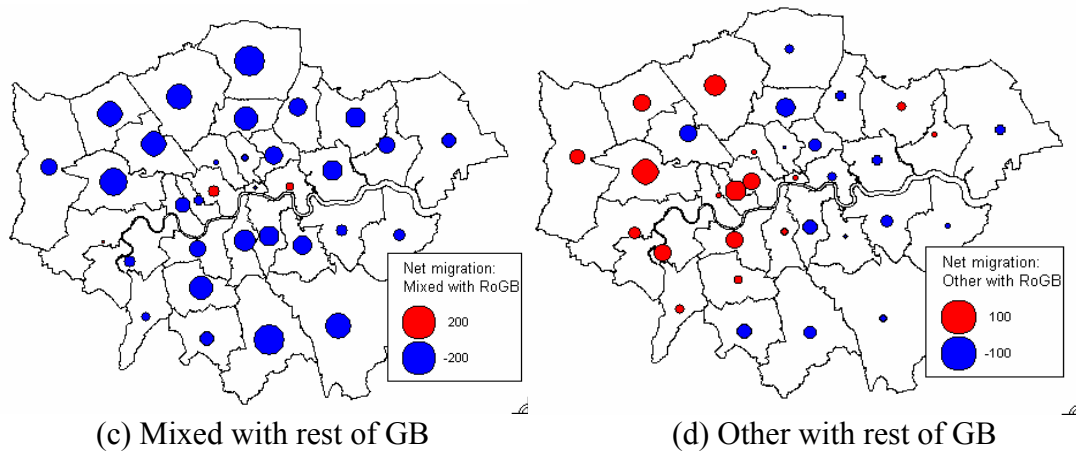 Net migration:
Mixed with RoGB
200
-200
Net migration:
Other with RoGB
100
-100
(c) Mixed with rest of GB
(d) Other with rest of GB